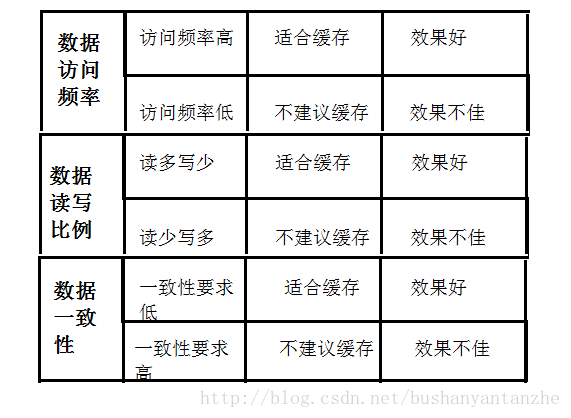 数据
访问
频率
访问频率高 适合缓存 效果好
访问频率低 不建议缓存 效果不佳
数据
读写
比例
读多写少 适合缓存 效果好
读少写多 不建议缓存 效果不佳
数据
一致
性
一致性要求
低
适合缓存 效果好
一致性要求
高
不建议缓存 效果不佳
http://blog.csdn.net/bushanyantanzhe